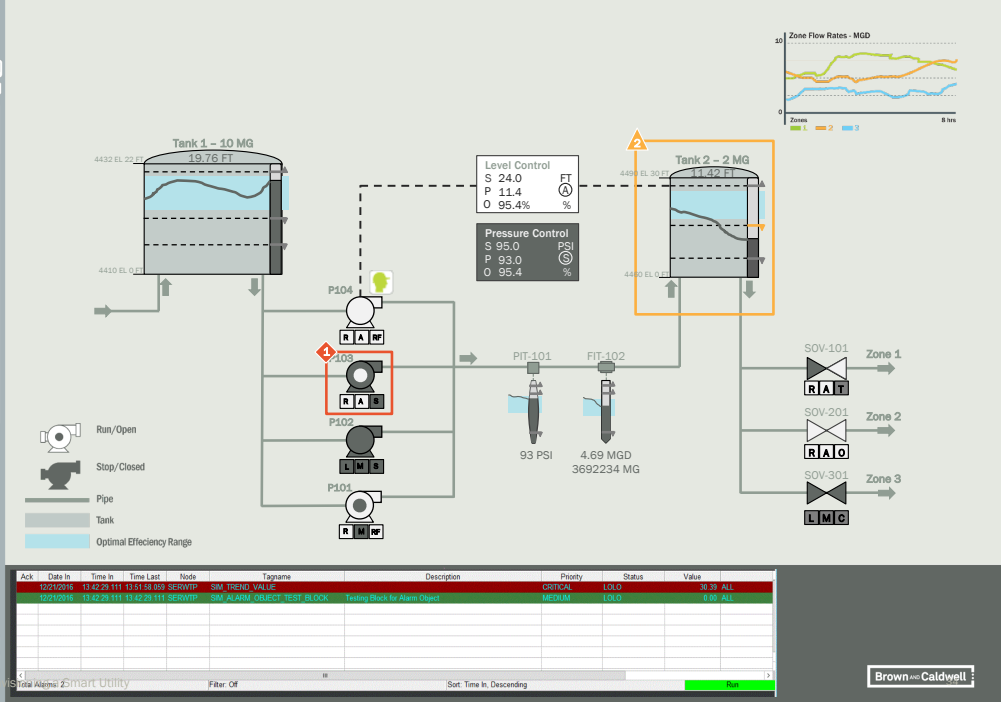 Zone Flow Rates - MGD
10
0
Zones
8 hrs
1
2
3
Tank 1 – 10 MG
4432 EL 22 FT
19.76 FT
4410 EL 0 FT
Level Control
S 24.0 FT
P 11.4 A
O 95.4% %
Pressure Control
S 95.0 PSI
P 93.0 S
O 95.4 %
2
Tank 2 – 2 MG
4490 EL 30 FT
11.42 FT
4460 EL 0 FT
P104
R A RF
1
P103
R A S
P102
L M S
P101
R M RF
PIT-101
93 PSI
FIT-102
4.69 MGD
3692234 MG
SOV-101
Zone 1
R A T
SOV-201
Zone 2
R A O
SOV-301
Zone 3
L M C
Run/Open
Stop/Closed
Pipe
Tank
Optimal Effeciency Range
Ack Date In Time In Time Last Node Tagname Description Priority Status Value
12/21/2016 13:42:29.111 13:51:58.059 SERWTP SIM_TREND_VALUE CRITICAL LOLO 30.39 ALL
12/21/2016 13:42:29.111 13:42:29.111 SERWTP SIM_ALARM_OBJECT_TEST_BLOCK Testing Block for Alarm Object MEDIUM LOLO 0.00 ALL
Total Alarms: 2 Filter: Off Sort: Time In, Descending Run
Smart Utility
Brown AND Caldwell